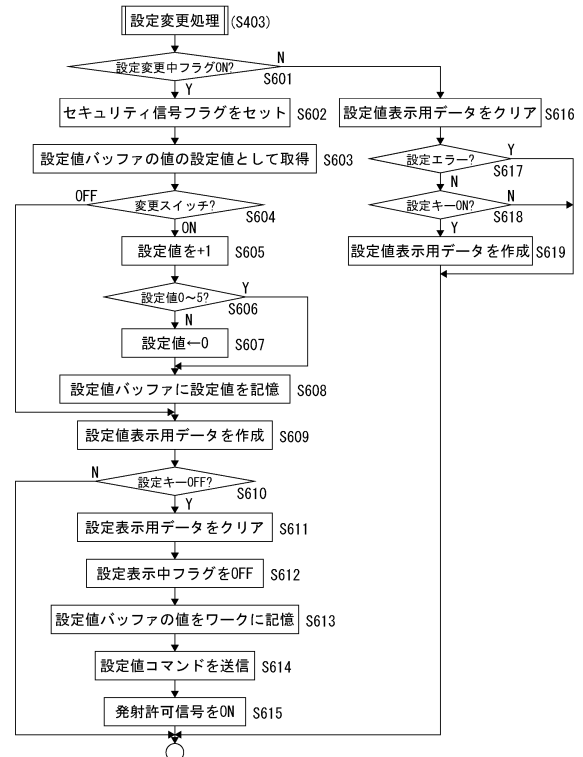 設定変更処理 (S403)
設定変更中フラグON?
N
S601
Y
セキュリティ信号フラグをセット S602
設定値バッファの値の設定値として取得 S603
OFF
変更スイッチ?
S604
ON
設定値を+1 S605
設定値0～5?
Y
S606
N
設定値←0 S607
設定値バッファに設定値を記憶 S608
設定値表示用データを作成 S609
N
設定キーOFF?
S610
Y
設定表示用データをクリア S611
設定表示中フラグをOFF S612
設定値バッファの値をワークに記憶 S613
設定値コマンドを送信 S614
発射許可信号をON S615
設定値表示用データをクリア S616
設定エラー?
Y
S617
N
設定キーON?
N
S618
Y
設定値表示用データを作成 S619